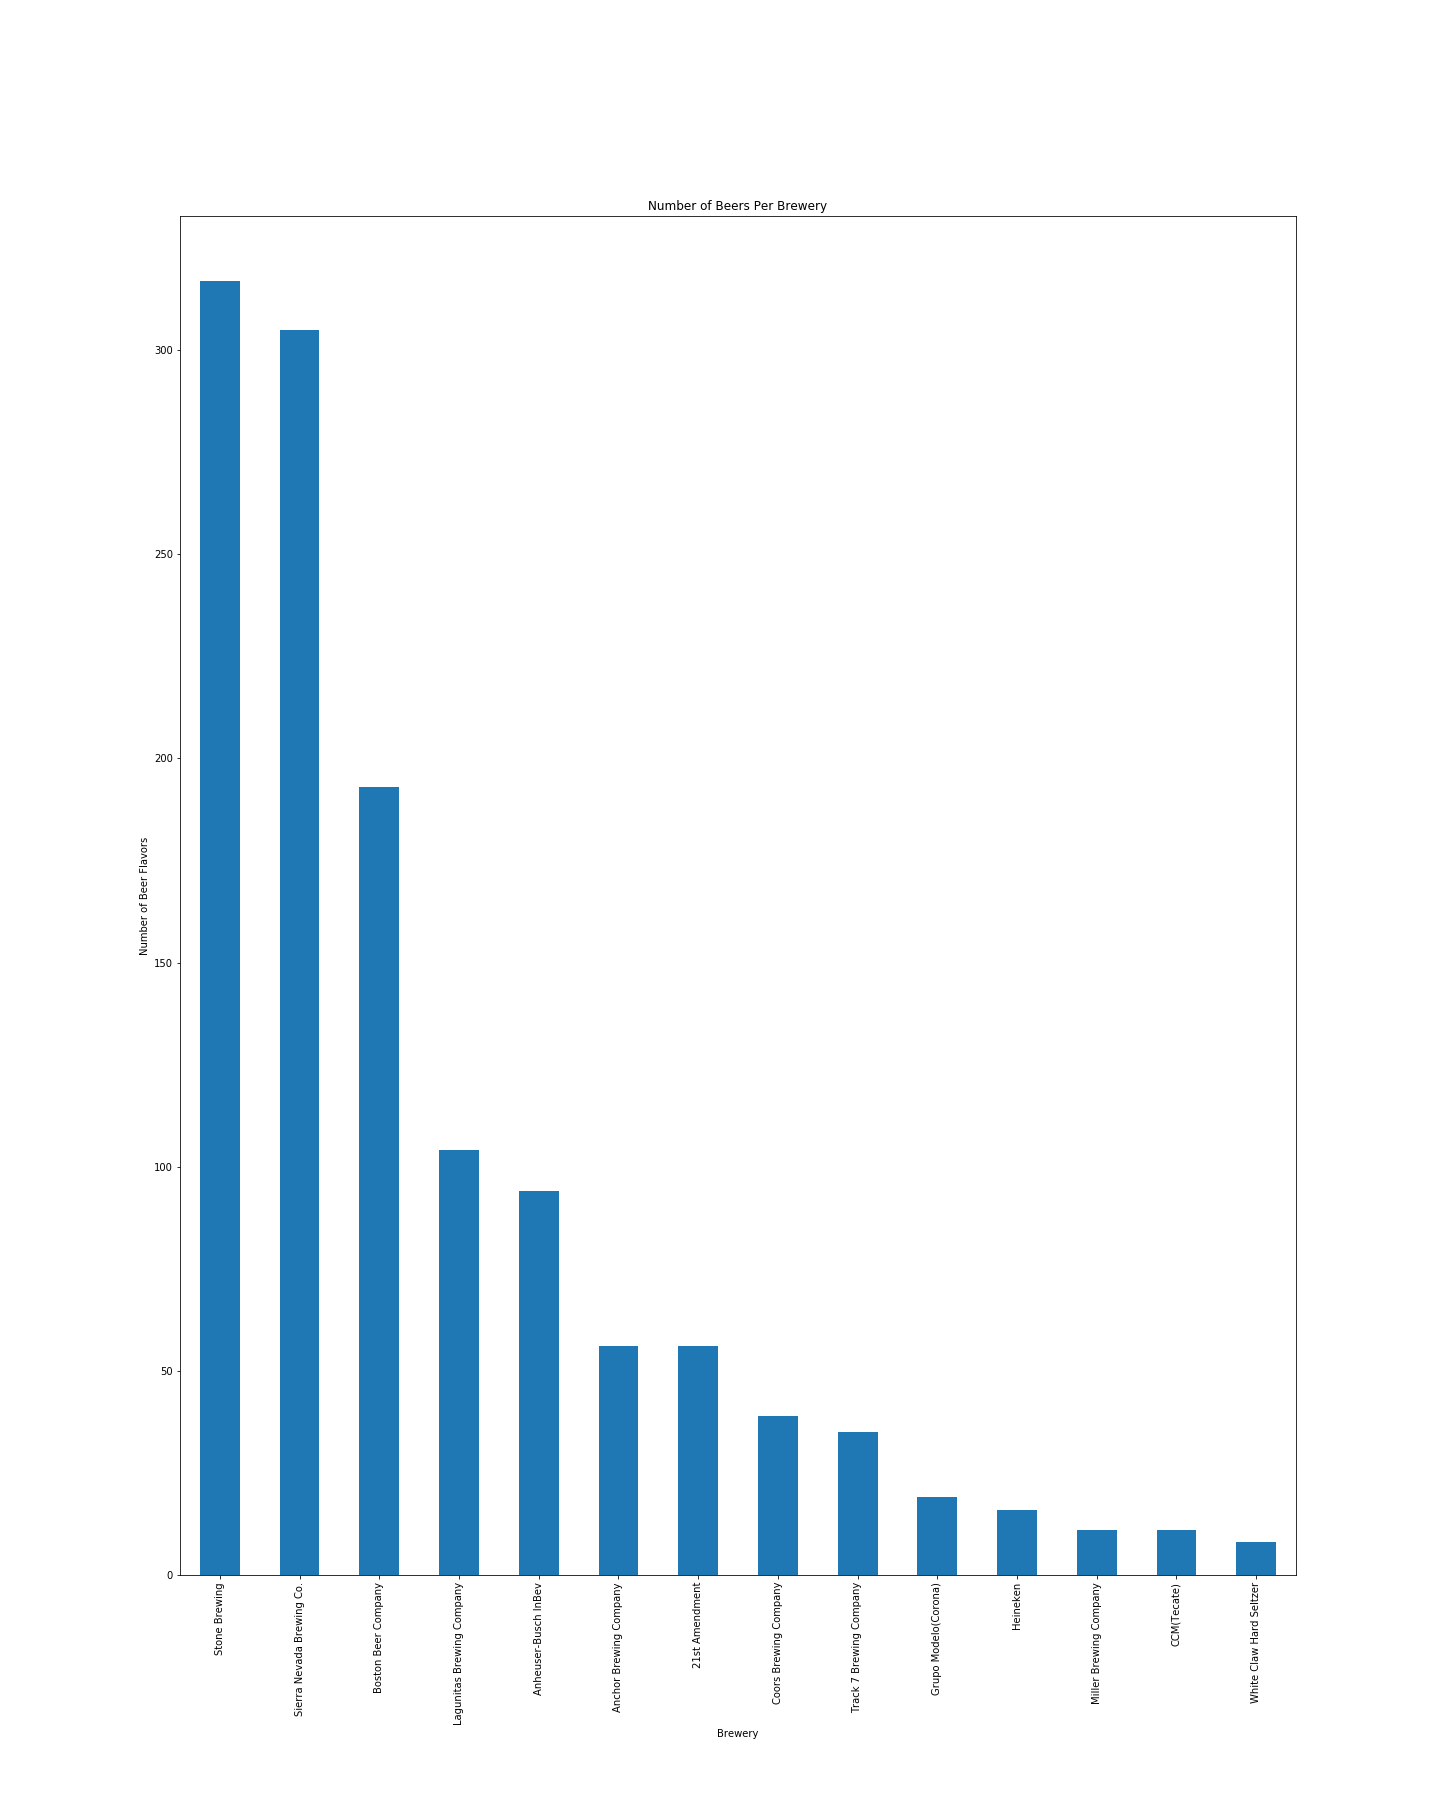 Number of Beers Per Brewery
Number of Beer Flavors
300
250
200
150
100
50
0
Stone Brewing
Sierra Nevada Brewing Co.
Boston Beer Company
Lagunitas Brewing Company
Anheuser-Busch InBev
Anchor Brewing Company
21st Amendment
Coors Brewing Company
Track 7 Brewing Company
Grupo Modelo(Corona)
Heineken
Miller Brewing Company
CCM(Tecate)
White Claw Hard Seltzer
Brewery